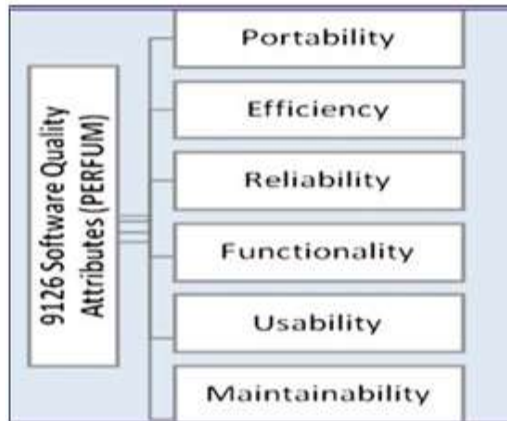 9126 Software Quality
Attributes (PERFUM)
Portability
Efficiency
Reliability
Functionality
Usability
Maintainability